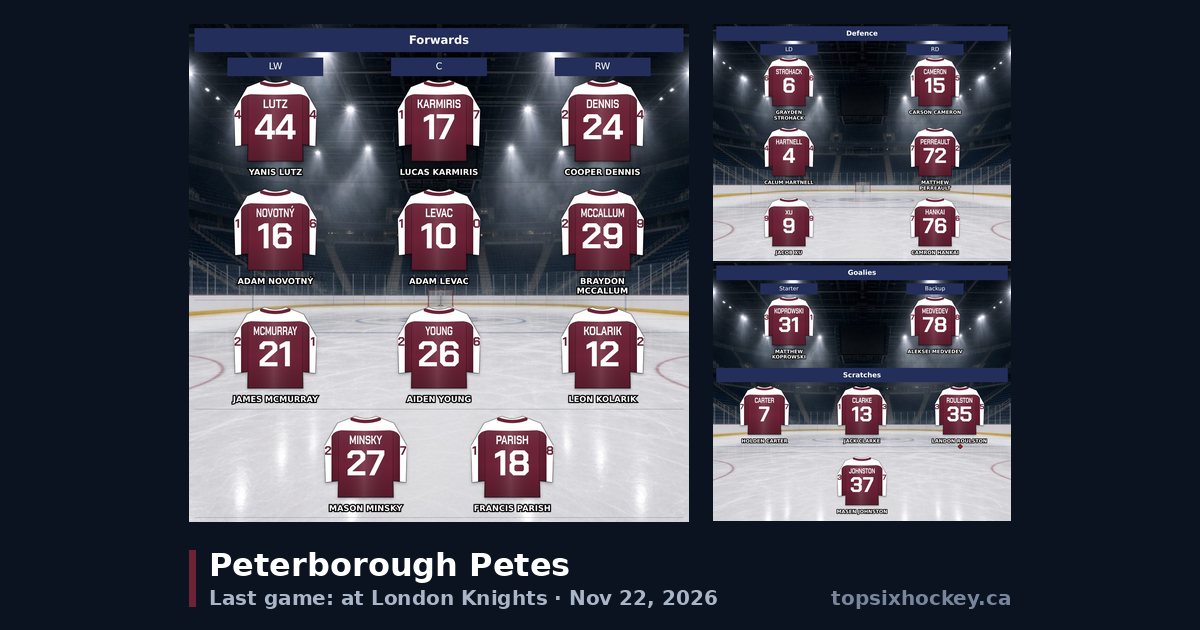 Forwards
LW C RW
LUTZ KARMIRIS DENNIS
44 17 24
YANIS LUTZ LUCAS KARMIRIS COOPER DENNIS
NOVOTNÝ LEVAC MCCALLUM
16 10 29
ADAM NOVOTNÝ ADAM LEVAC BRAYDON
MCCALLUM
MCMURRAY YOUNG KOLARIK
21 26 12
JAMES MCMURRAY AIDEN YOUNG LEON KOLARIK
MINSKY PARISH
27 18
MASON MINSKY FRANCIS PARISH
Defence
LD RD
STROHACK CAMERON
6 15
GRAYDEN
STROHACK CARSON CAMERON
HARTNELL PERREAULT
4 72
CALUM HARTNELL MATTHEW
PERREAULT
XU HANKAI
9 76
JACOB XU CAMRON HANKAI
Goalies
Starter Backup
KOPROWSKI MEDVEDEV
31 78
MATTHEW
KOPROWSKI ALEKSEI MEDVEDEV
Scratches
CARTER CLARKE ROULSTON
7 13 35
HOLDEN CARTER JACK CLARKE LANDON ROULSTON
JOHNSTON
37
MASEN JOHNSTON
Peterborough Petes
Last game: at London Knights · Nov 22, 2026
topsixhockey.ca